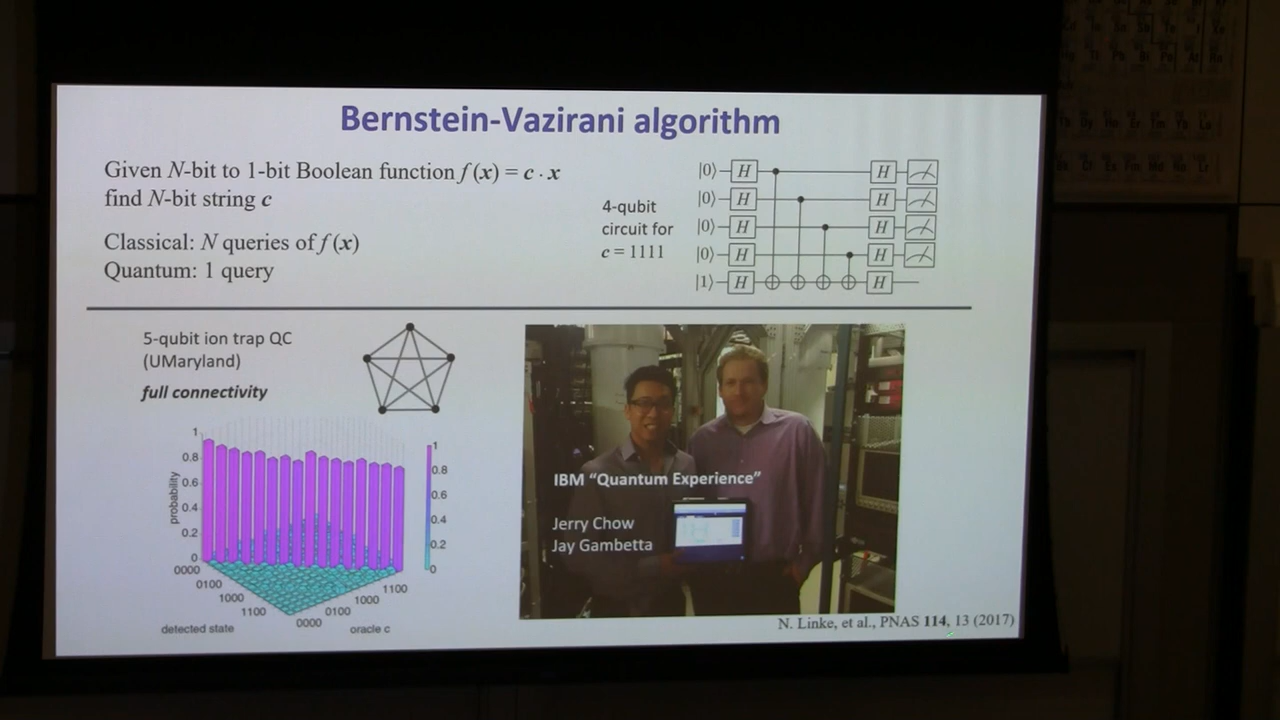 Bernstein-Vazirani algorithm
Given N-bit to 1-bit Boolean function f(x) = c · x
find N-bit string c
Classical: N queries of f(x)
Quantum: 1 query
4-qubit
circuit for
c = 1111
|0⟩ H H
|0⟩ H H
|0⟩ H H
|0⟩ H H
|1⟩ H H
5-qubit ion trap QC
(UMaryland)
full connectivity
1
0.8
0.6
0.4
0.2
0
probability
0000
0100
1000
1100
detected state
0000
0100
1000
1100
oracle c
1
0.8
0.6
0.4
0.2
0
IBM “Quantum Experience”
Jerry Chow
Jay Gambetta
N. Linke, et al., PNAS 114, 13 (2017)